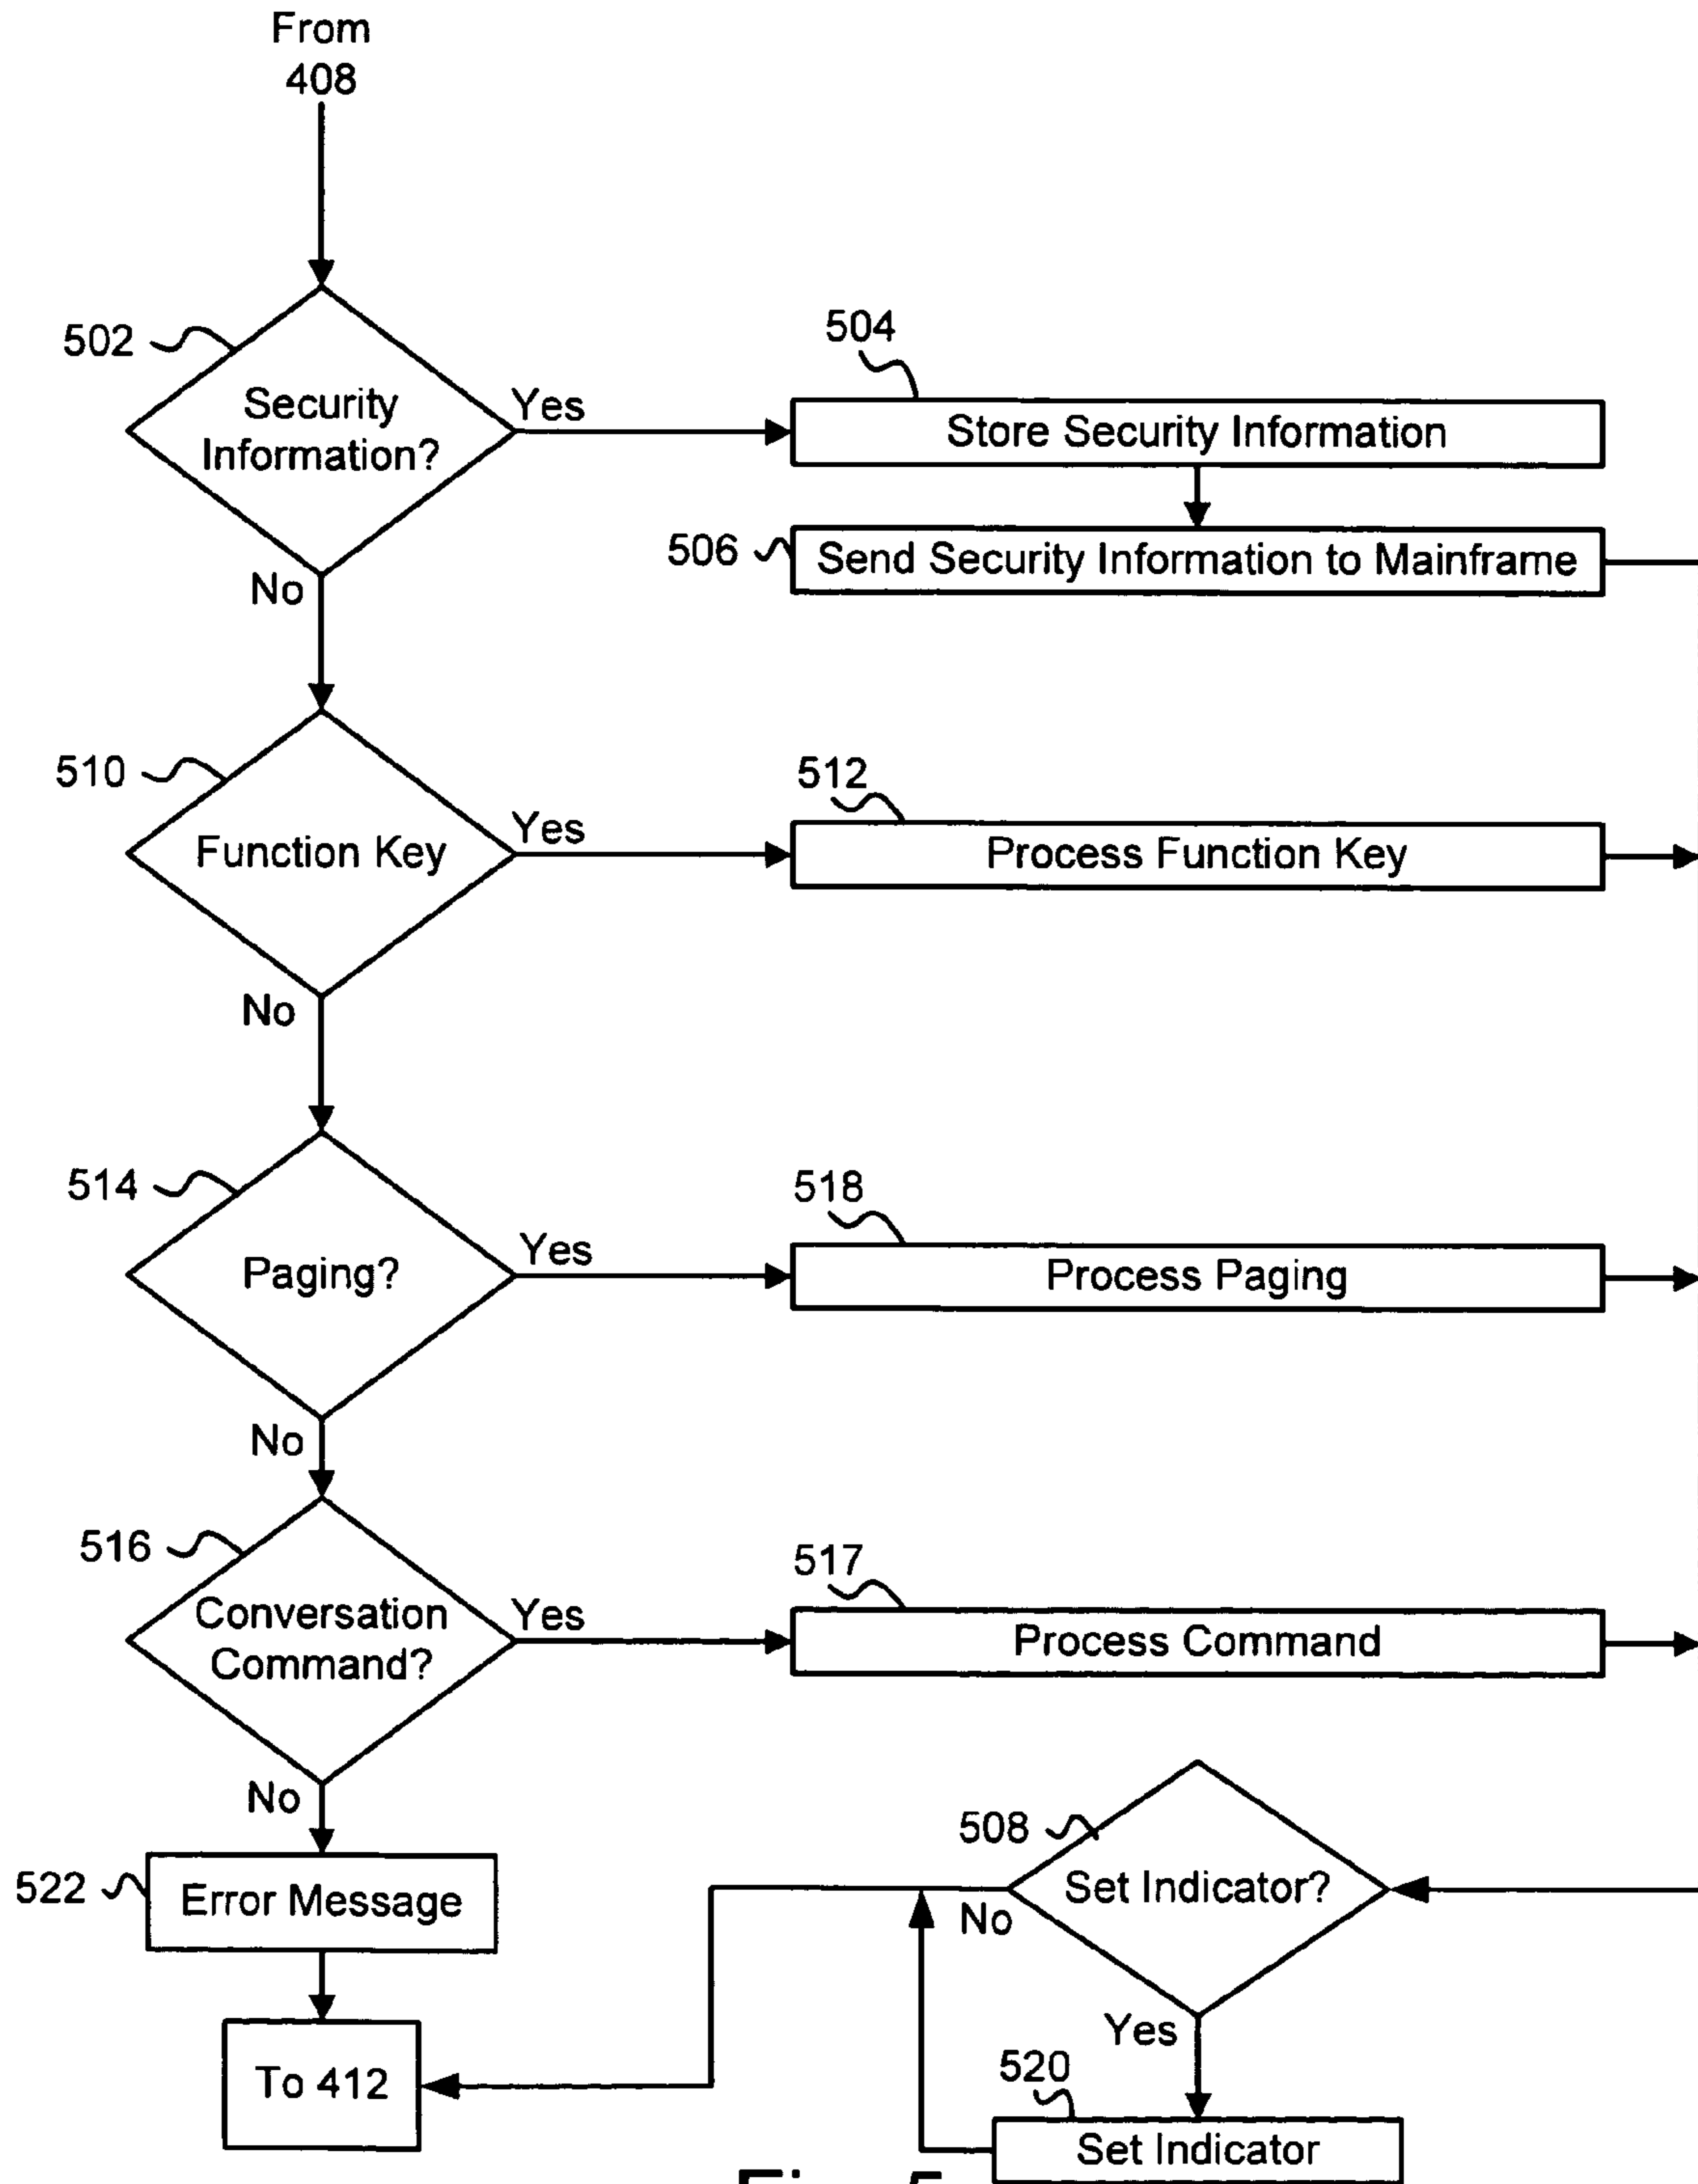 From
408
502
Security
Information?
Yes
504
Store Security Information
506
Send Security Information to Mainframe
No
510
Function Key
Yes
512
Process Function Key
No
514
Paging?
Yes
518
Process Paging
No
516
Conversation
Command?
Yes
517
Process Command
No
508
Set Indicator?
No
Yes
522
Error Message
To 412
520
Set Indicator